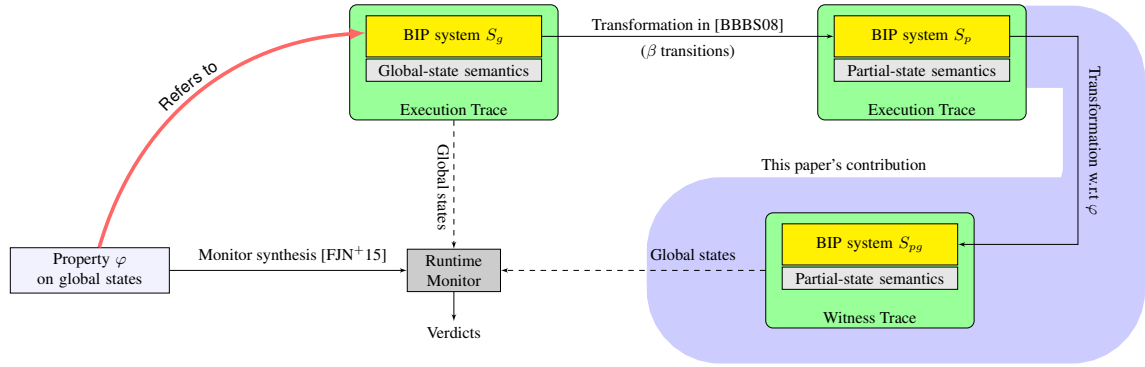 BIP system S_g
Global-state semantics
Execution Trace
Transformation in [BBBS08]
(β transitions)
BIP system S_p
Partial-state semantics
Execution Trace
Refers to
Global states
Transformation w.r.t φ
This paper's contribution
Property φ
on global states
Monitor synthesis [FJN+15]
Runtime
Monitor
Global states
BIP system S_pg
Partial-state semantics
Witness Trace
Verdicts